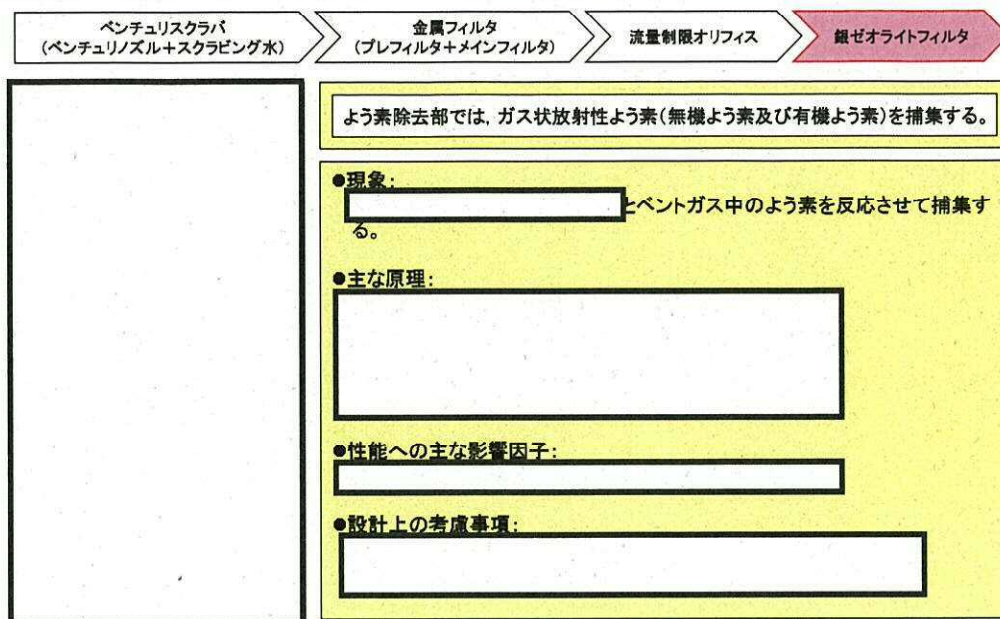 ベンチュリスクラバ
(ベンチュリノズル+スクラビング水)
金属フィルタ
(プレフィルタ+メインフィルタ)
流量制限オリフィス
銀ゼオライトフィルタ
よう素除去部では,ガス状放射性よう素(無機よう素及び有機よう素)を捕集する。
●現象:
とベントガス中のよう素を反応させて捕集す
る。
●主な原理:
●性能への主な影響因子:
●設計上の考慮事項: